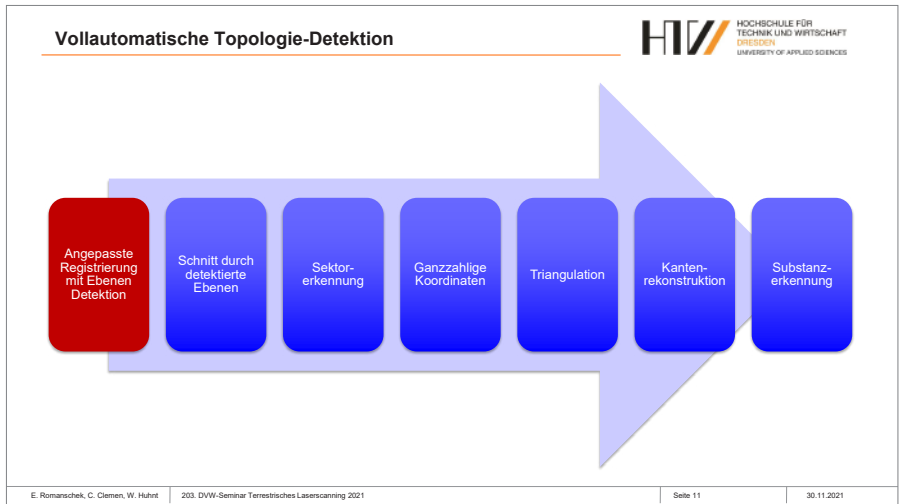 Vollautomatische Topologie-Detektion
HTW
HOCHSCHULE FÜR
TECHNIK UND WIRTSCHAFT
DRESDEN
UNIVERSITY OF APPLIED SCIENCES
Angepasste
Registrierung
mit Ebenen
Detektion
Schnitt durch
detektierte
Ebenen
Sektor-
erkennung
Ganzzahlige
Koordinaten
Triangulation
Kanten-
rekonstruktion
Substanz-
erkennung
E. Romanschek, C. Clemen, W. Huhnt
203. DVW-Seminar Terrestrisches Laserscanning 2021
Seite 11
30.11.2021